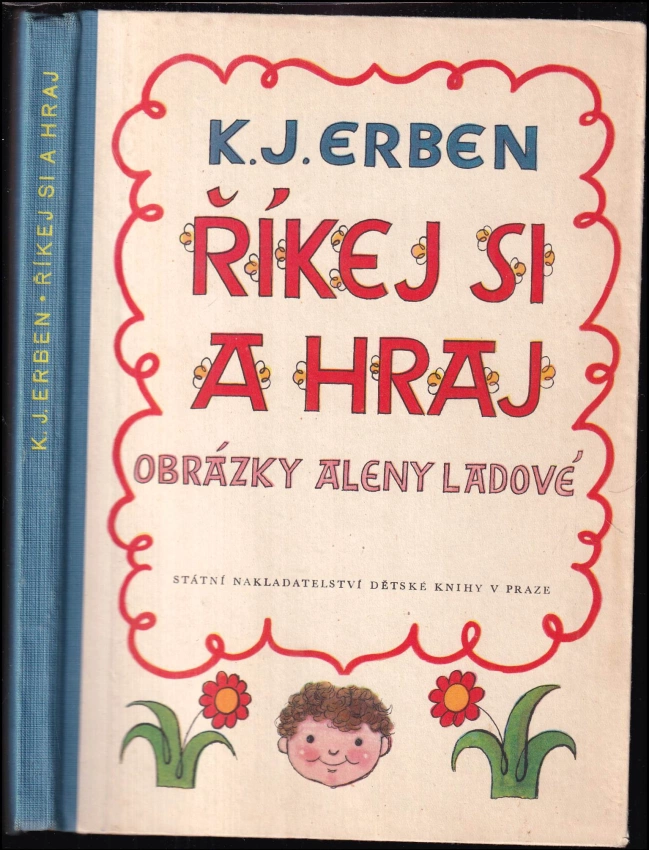 K. J. ERBEN • ŘÍKEJ SI A HRAJ
K.J. ERBEN
ŘÍKEJ SI
A HRAJ
OBRÁZKY ALENY LADOVÉ
STÁTNÍ NAKLADATELSTVÍ DĚTSKÉ KNIHY V PRAZE